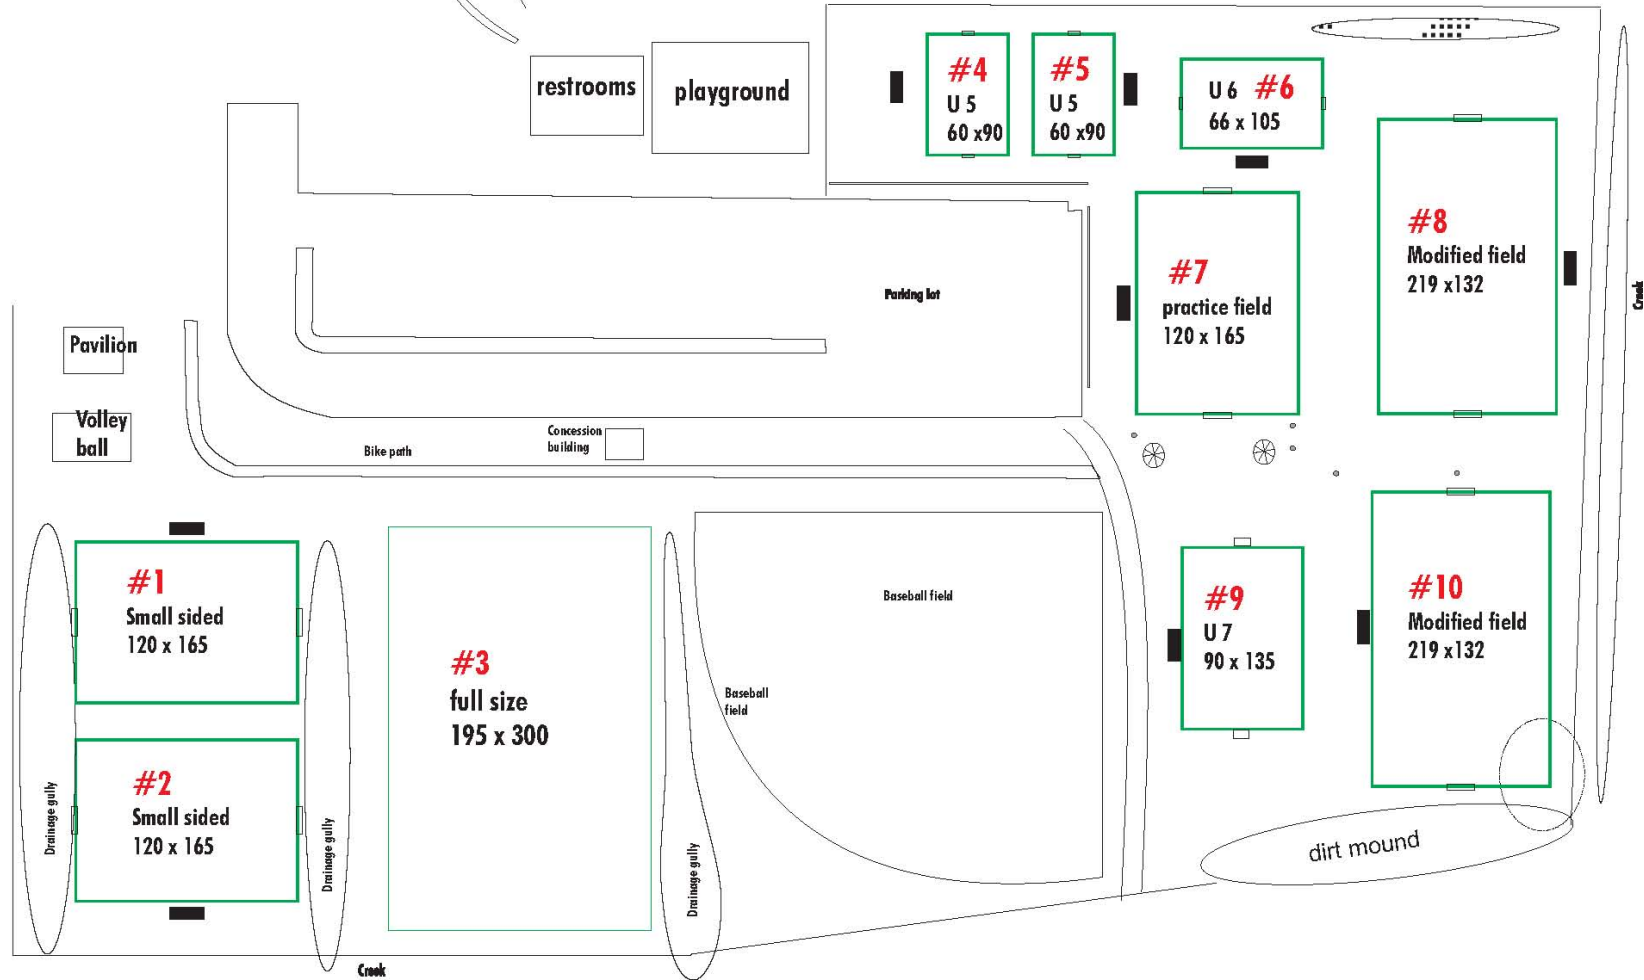 restrooms
playground
#4
U 5
60 x90
#5
U 5
60 x90
U 6 #6
66 x 105
#8
Modified field
219 x132
#7
practice field
120 x 165
Parking lot
Creek
Pavilion
Volley
ball
Concession
building
Bike path
#1
Small sided
120 x 165
#2
Small sided
120 x 165
#3
full size
195 x 300
Baseball field
Baseball
field
#9
U 7
90 x 135
#10
Modified field
219 x132
Drainage gully
Drainage gully
Drainage gully
dirt mound
Creek